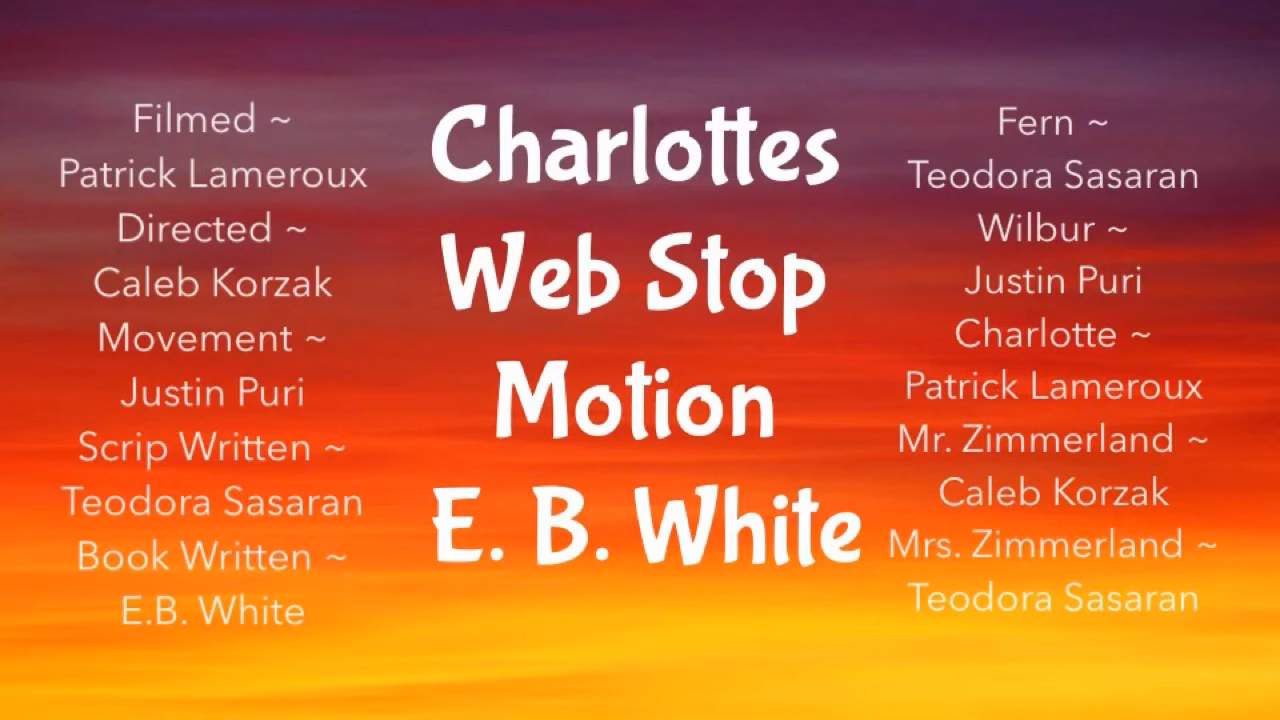 Filmed ~
Patrick Lameroux
Directed ~
Caleb Korzak
Movement ~
Justin Puri
Scrip Written ~
Teodora Sasaran
Book Written ~
E.B. White
Charlottes
Web Stop
Motion
E. B. White
Fern ~
Teodora Sasaran
Wilbur ~
Justin Puri
Charlotte ~
Patrick Lameroux
Mr. Zimmerland ~
Caleb Korzak
Mrs. Zimmerland ~
Teodora Sasaran